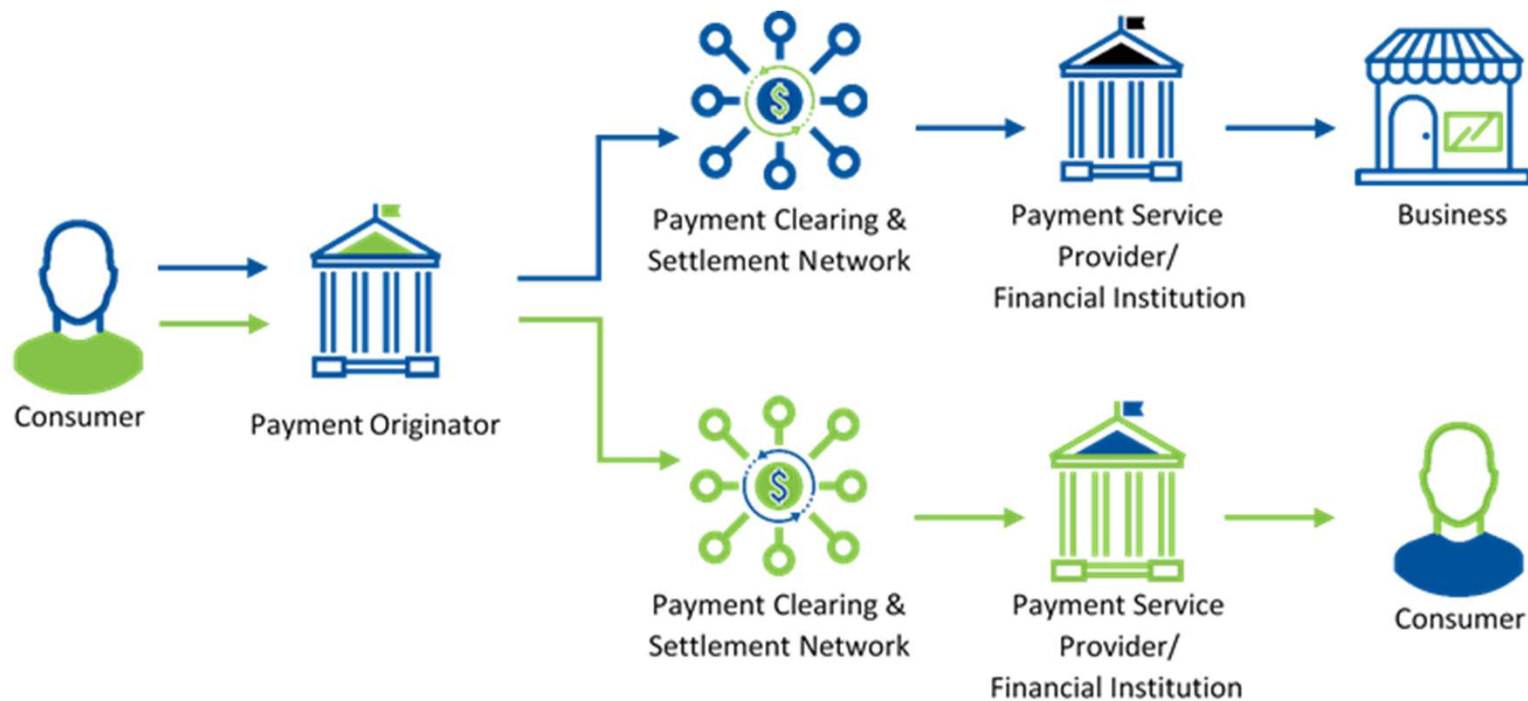 Payment Clearing &
Settlement Network
Payment Service
Provider/
Financial Institution
Business
Consumer
Payment Originator
Payment Clearing &
Settlement Network
Payment Service
Provider/
Financial Institution
Consumer